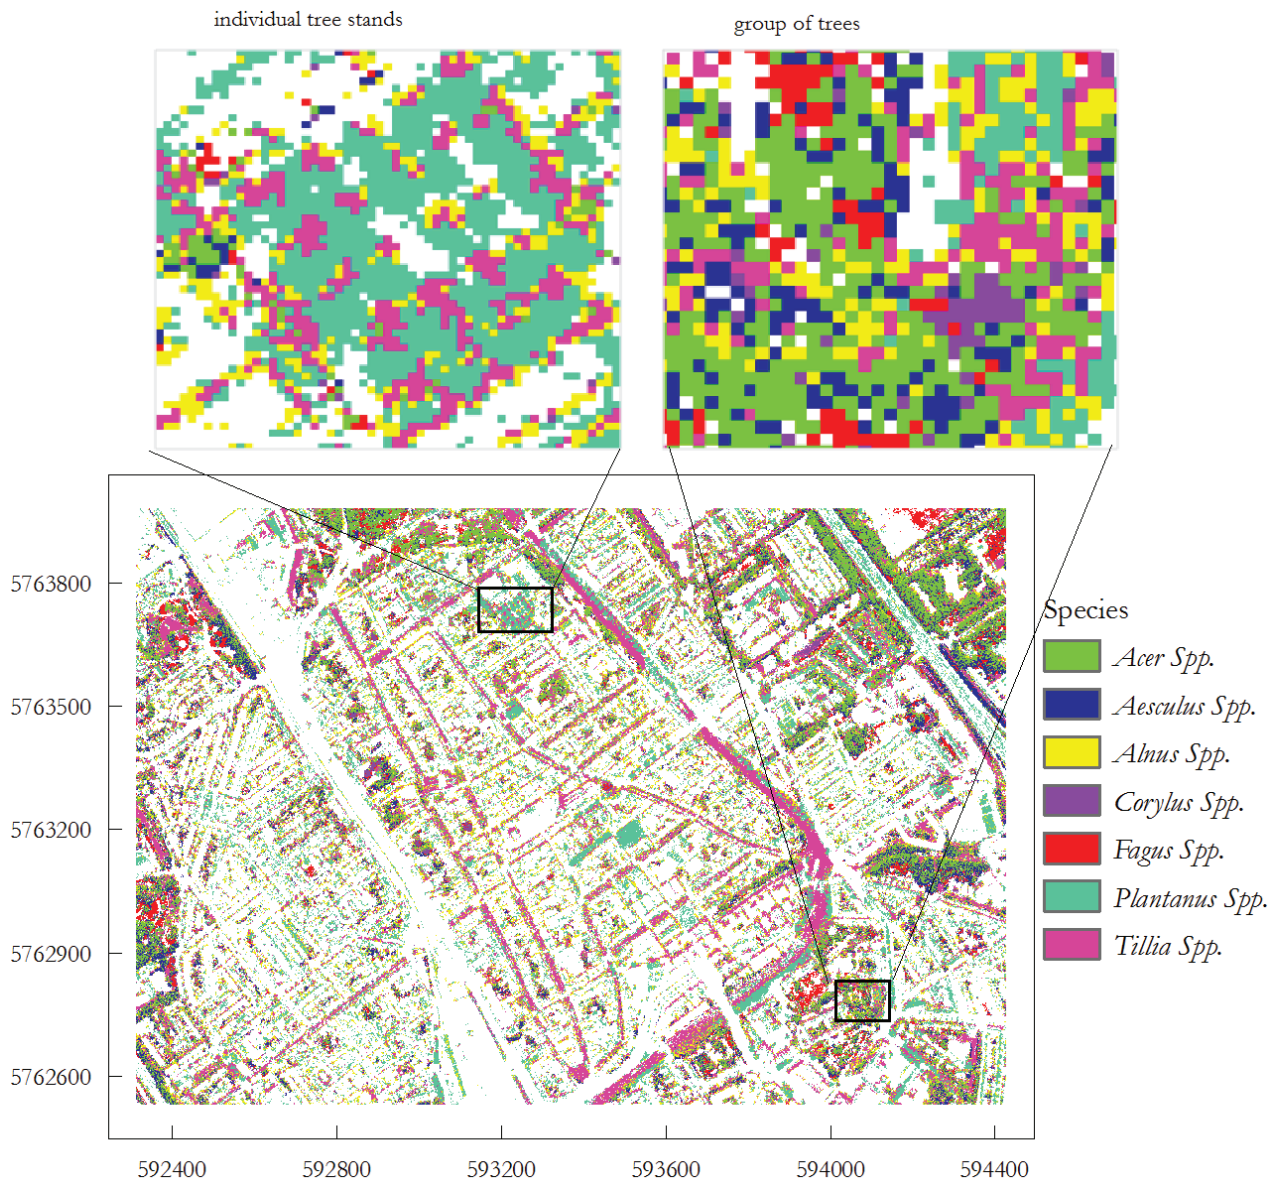 individual tree stands
group of trees
5763800
5763500
5763200
5762900
5762600
592400
592800
593200
593600
594000
594400
Species
Acer Spp.
Aesculus Spp.
Alnus Spp.
Corylus Spp.
Fagus Spp.
Plantanus Spp.
Tillia Spp.